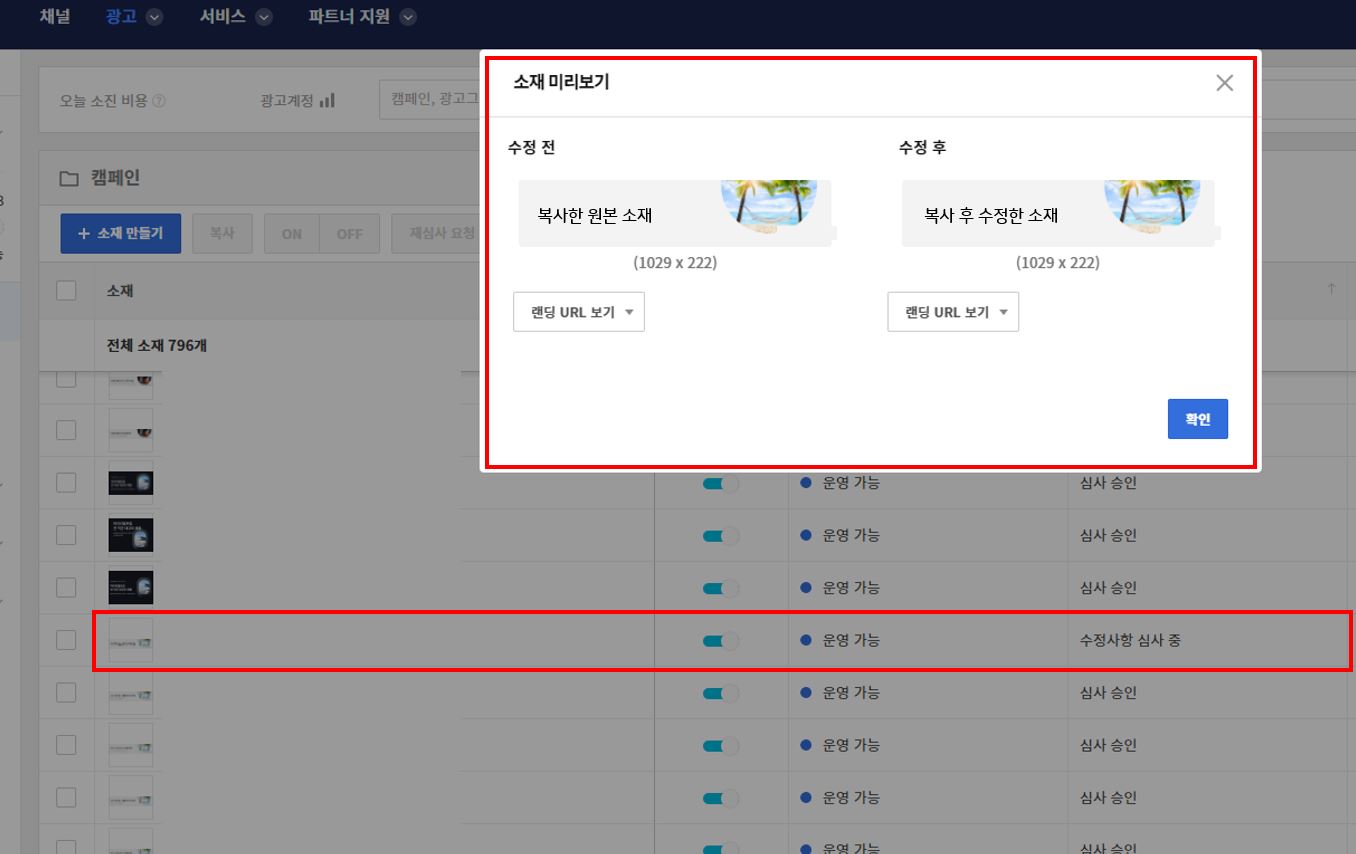 채널 광고 서비스 파트너 지원
소재 미리보기
오늘 소진 비용 광고계정 캠페인, 광고그
수정 전 수정 후
캠페인
복사한 원본 소재 복사 후 수정한 소재
+ 소재 만들기 복사 ON OFF 재심사 요청
(1029 x 222) (1029 x 222)
소재
랜딩 URL 보기 랜딩 URL 보기
전체 소재 796개
확인
운영 가능 심사 승인
운영 가능 심사 승인
운영 가능 심사 승인
운영 가능 수정사항 심사 중
운영 가능 심사 승인
운영 가능 심사 승인
운영 가능 심사 승인
운영 가능 심사 승인